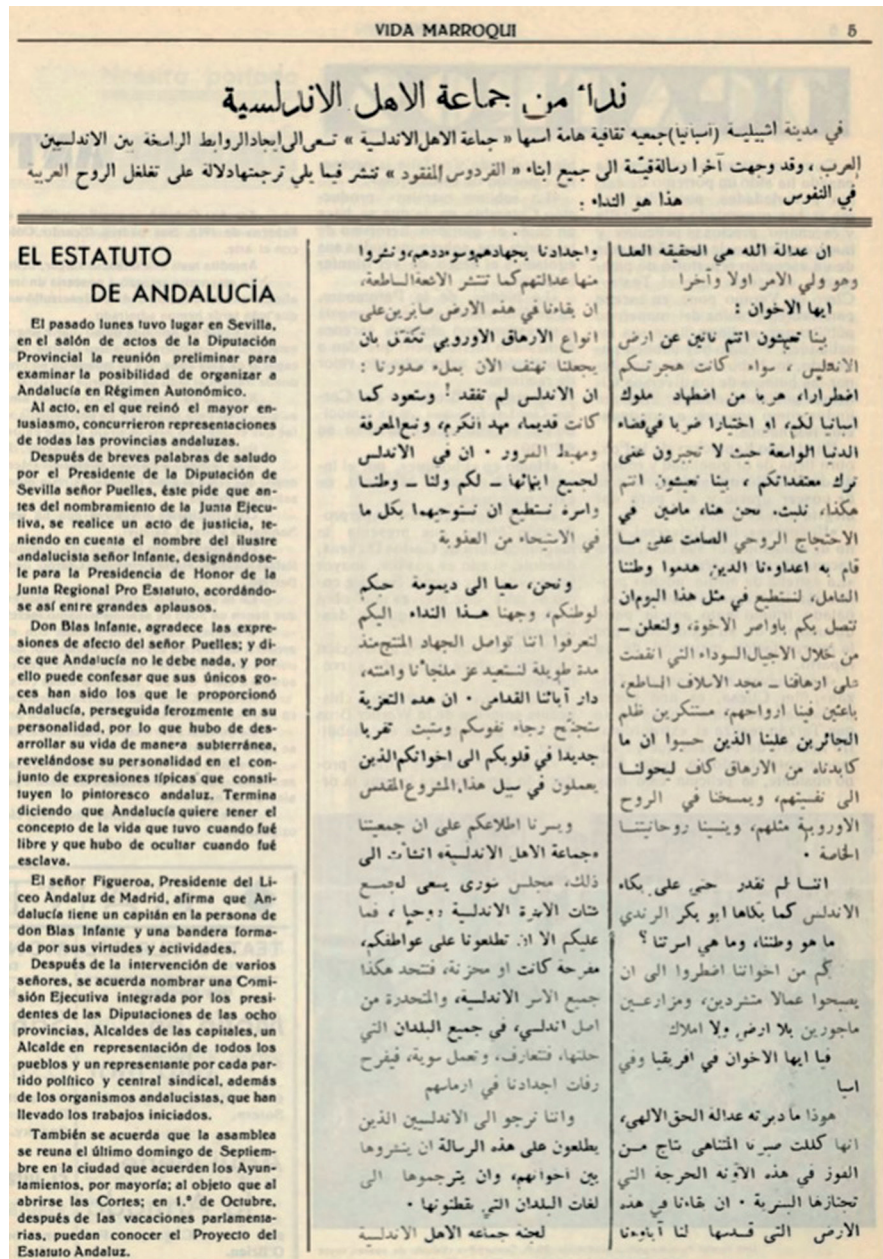 VIDA MARROQUI
5
نداء من جماعة الاهل الاندلسية
في مدينة اشبيلية (اسبانيا)جمعيه ثقافية هامة اسمها « جماعة الاهل الاندلسية » تسعى الى ايجاد الروابط الراسخة بين الاندلسيين
العرب ، وقد وجهت آخرا رسالة قيّمة الى جميع ابناء « الفردوس المفقود » تنشر فيما يلي ترجمتها دلالة على تغلغل الروح العربية
في النفوس هذا هو النداء :
EL ESTATUTO
DE ANDALUCÍA
El pasado lunes tuvo lugar en Sevilla,
en el salón de actos de la Diputación
Provincial la reunión preliminar para
examinar la posibilidad de organizar a
Andalucía en Régimen Autonómico.
Al acto, en el que reinó el mayor en-
tusiasmo, concurrieron representaciones
de todas las provincias andaluzas.
Después de breves palabras de saludo
por el Presidente de la Diputación de
Sevilla señor Puelles, éste pide que an-
tes del nombramiento de la Junta Ejecu-
tiva, se realice un acto de justicia, te-
niendo en cuenta el nombre del ilustre
andalucista señor Infante, designándose-
le para la Presidencia de Honor de la
Junta Regional Pro Estatuto, acordándo-
se así entre grandes aplausos.
Don Blas Infante, agradece las expre-
siones de afecto del señor Puelles; y di-
ce que Andalucía no le debe nada, y por
ello puede confesar que sus únicos go-
ces han sido los que le proporcionó
Andalucía, perseguida ferozmente en su
personalidad, por lo que hubo de des-
arrollar su vida de manera subterránea,
revelándose su personalidad en el con-
junto de expresiones típicas que consti-
tuyen lo pintoresco andaluz. Termina
diciendo que Andalucía quiere tener el
concepto de la vida que tuvo cuando fué
libre y que hubo de ocultar cuando fué
esclava.
El señor Figueroa, Presidente del Li-
ceo Andaluz de Madrid, afirma que An-
dalucía tiene un capitán en la persona de
don Blas Infante y una bandera forma-
da por sus virtudes y actividades.
Después de la intervención de varios
señores, se acuerda nombrar una Comi-
sión Ejecutiva integrada por los presi-
dentes de las Diputaciones de las ocho
provincias, Alcaldes de las capitales, un
Alcalde en representación de todos los
pueblos y un representante por cada par-
tido político y central sindical, además
de los organismos andalucistas, que han
llevado los trabajos iniciados.
También se acuerda que la asamblea
se reuna el último domingo de Septiem-
bre en la ciudad que acuerden los Ayun-
tamientos, por mayoría; al objeto que al
abrirse las Cortes; en 1.º de Octubre,
después de las vacaciones parlamenta-
rias, puedan conocer el Proyecto del
Estatuto Andaluz.
ان عدالة الله هي الحقيقه العليا
وهو ولي الامر اولا وآخرا
ايها الاخوان :
بينا تعيشون انتم نائين عن ارض
الاندلس ، سواء كانت هجرتكم
اضطرارا، هربا من اضطهاد ملوك
اسبانيا لكم، او اختيارا ضربا في فضاء
الدنيا الواسعة حيث لا تجبرون على
ترك معتقداتكم ، بينا تعيشون انتم
هكذا، نلبث نحن هنا، ماضين في
الاحتجاج الروحي الصامت على ما
قام به اعداؤنا الذين هدموا وطننا
الشامل، لنستطيع في مثل هذا اليوم ان
نتصل بكم باواصر الاخوة، ولنعلن ــ
من خلال الاجيال السوداء التي انقضت
على ارهاقنا ــ مجد الاسلاف الساطع،
باعثين فينا ارواحهم، مستنكرين ظلم
الجائرين علينا الذين حسبوا ان ما
كابدناه من الارهاق كاف ليحولنا
الى نفسيتهم، ويمسخنا في الروح
الاوروبية مثلهم، وينسينا روحانيتنا
الخاصة ٠
اننا لم نقدر حتى على بكاء
الاندلس كما بكاها ابو بكر الرندي
ما هو وطننا، وما هي اسرتنا ؟
كم من اخواننا اضطروا الى ان
يصبحوا عمالا متشردين، ومزارعين
ماجورين بلا ارض ولا املاك
فيا ايها الاخوان في افريقيا وفي
اسيا
هوذا ما دبرته عدالة الحق الالهي،
انها كللت صبرنا المتناهى بتاج من
الفوز في هذه الآونه الحرجة التي
تجتازها البشرية ٠ ان بقاءنا في هذه
الارض التي قدسها لنا آباؤنا
واجدادنا بجهادهم وسوءددهم، ونشروا
منها عدالتهم كما تنتشر الاشعة الساطعة،
ان بقاءنا في هذه الارض صابرين على
انواع الارهاق الاوروبي تكفل بان
يجعلنا نهتف الآن بملء صدورنا :
ان الاندلس لم تفقد ! وستعود كما
كانت قديما، مهد الكرم، ونبع المعرفة
ومهبط السرور ٠ ان في الاندلس
لجميع ابنائها ــ لكم ولنا ــ وطنا
واسرة نستطيع ان نستوحيهما بكل ما
في الاستيحاء من العذوبة
ونحن، سعيا الى ديمومة حبكم
لوطنكم، وجهنا هذا النداء اليكم
لتعرفوا اننا نواصل الجهاد المنتج منذ
مدة طويلة لنستعيد عز ملجأنا وامنه،
دار آبائنا القدامى ٠ ان هذه التعزية
ستجنّح رجاء نفوسكم وستبث
جديدا في قلوبكم الى اخوانكم الذين
يعملون في سبيل هذا المشروع المقدس
ويسرنا اطلاعكم على ان جمعيتنا
«جماعة الاهل الاندلسية» انشأت الى
ذلك، مجلس شورى يسعى لجمع
شتات الاسرة الاندلسية روحيا ، فما
عليكم الا ان تطلعونا على عواطفكم،
مفرحة كانت او محزنة، فتتحد هكذا
جميع الاسر الاندلسية، والمتحدرة من
اصل اندلسي، في جميع البلدان التي
حلتها، فتتعارف، وتعمل سوية، فيفرح
رفات اجدادنا في ارماسهم
واننا نرجو الى الاندلسيين الذين
يطلعون على هذه الرسالة ان ينشروها
بين اخوانهم، وان يترجموها الى
لغات البلدان التي يقطنونها ٠
لجنة جماعه الاهل الاندلسية